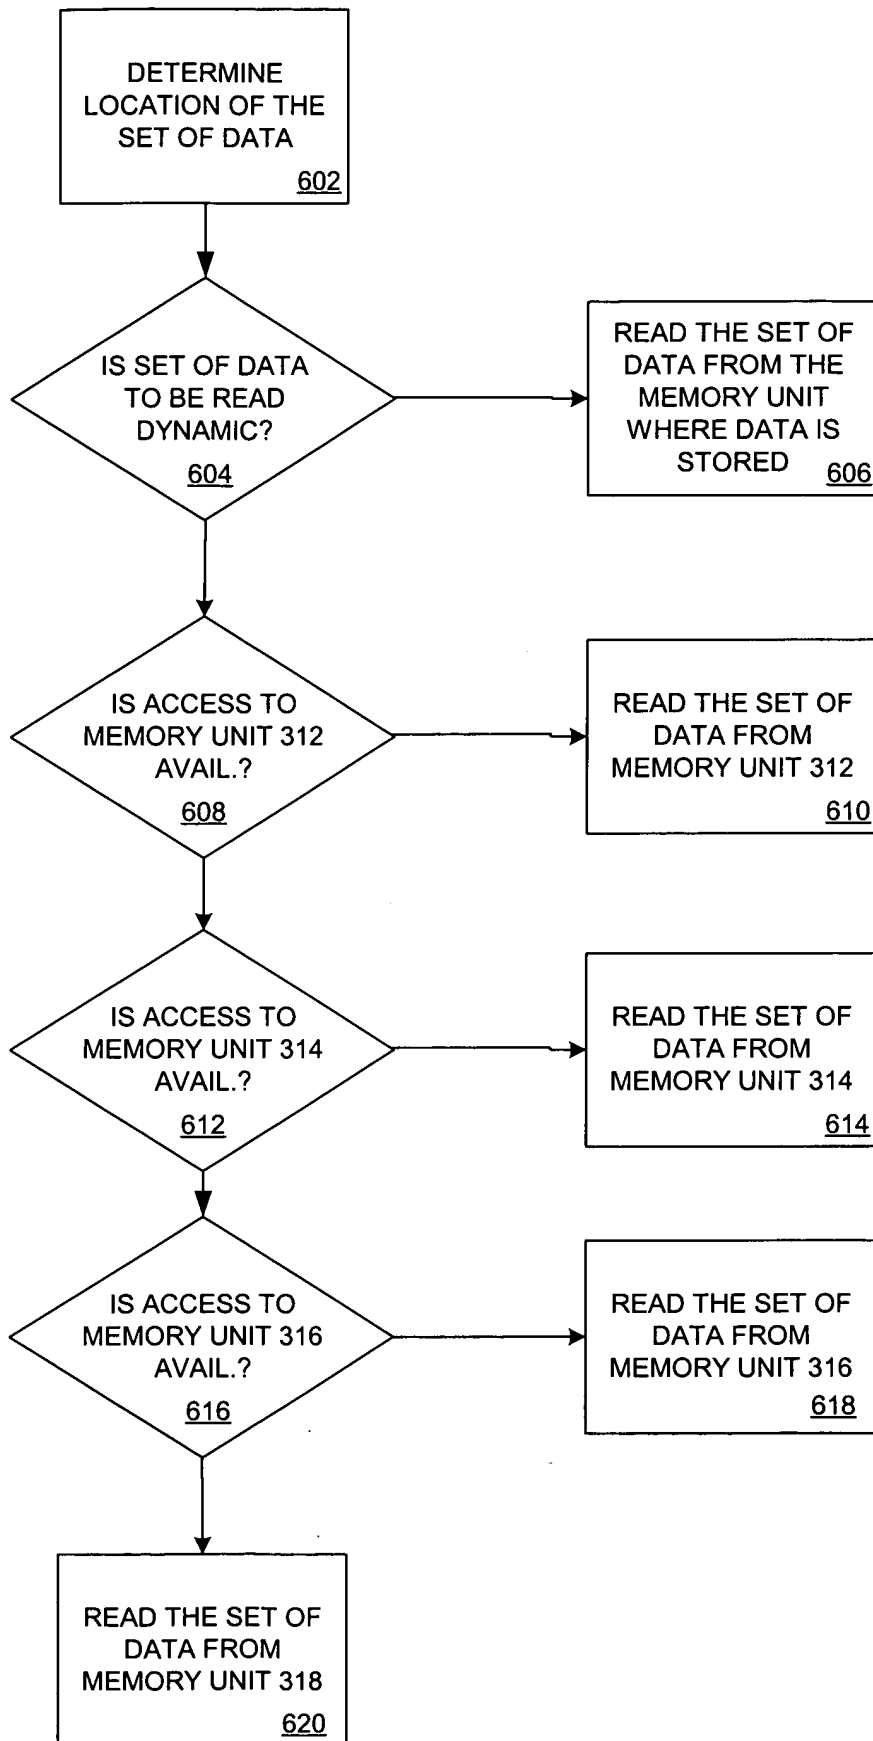 DETERMINE
LOCATION OF THE
SET OF DATA
602
IS SET OF DATA
TO BE READ
DYNAMIC?
604
READ THE SET OF
DATA FROM THE
MEMORY UNIT
WHERE DATA IS
STORED
606
IS ACCESS TO
MEMORY UNIT 312
AVAIL.?
608
READ THE SET OF
DATA FROM
MEMORY UNIT 312
610
IS ACCESS TO
MEMORY UNIT 314
AVAIL.?
612
READ THE SET OF
DATA FROM
MEMORY UNIT 314
614
IS ACCESS TO
MEMORY UNIT 316
AVAIL.?
616
READ THE SET OF
DATA FROM
MEMORY UNIT 316
618
READ THE SET OF
DATA FROM
MEMORY UNIT 318
620